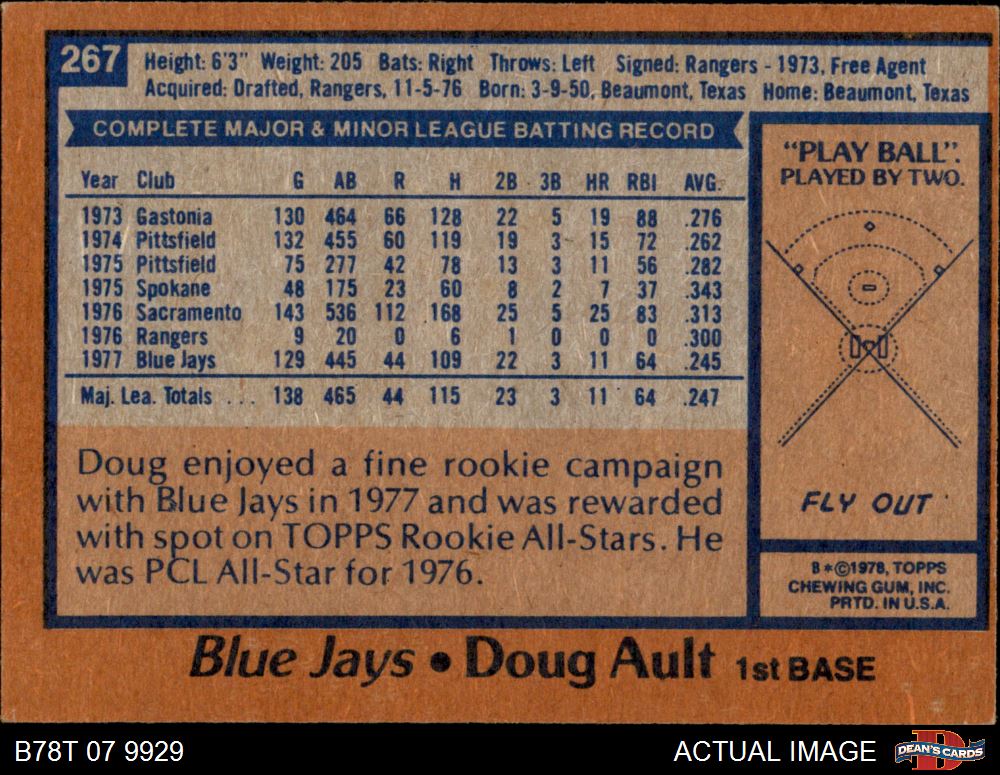 267
Height: 6'3" Weight: 205 Bats: Right Throws: Left Signed: Rangers - 1973, Free Agent
Acquired: Drafted, Rangers, 11-5-76 Born: 3-9-50, Beaumont, Texas Home: Beaumont, Texas
COMPLETE MAJOR & MINOR LEAGUE BATTING RECORD
Year Club G AB R H 2B 3B HR RBI AVG.
1973 Gastonia 130 464 66 128 22 5 19 88 .276
1974 Pittsfield 132 455 60 119 19 3 15 72 .262
1975 Pittsfield 75 277 42 78 13 3 11 56 .282
1975 Spokane 48 175 23 60 8 2 7 37 .343
1976 Sacramento 143 536 112 168 25 5 25 83 .313
1976 Rangers 9 20 0 6 1 0 0 0 .300
1977 Blue Jays 129 445 44 109 22 3 11 64 .245
Maj. Lea. Totals ... 138 465 44 115 23 3 11 64 .247
Doug enjoyed a fine rookie campaign
with Blue Jays in 1977 and was rewarded
with spot on TOPPS Rookie All-Stars. He
was PCL All-Star for 1976.
"PLAY BALL".
PLAYED BY TWO.
FLY OUT
B*©1978, TOPPS
CHEWING GUM, INC.
PRTD. IN U.S.A.
Blue Jays • Doug Ault 1st BASE
B78T 07 9929
ACTUAL IMAGE
D
DEAN'S CARDS